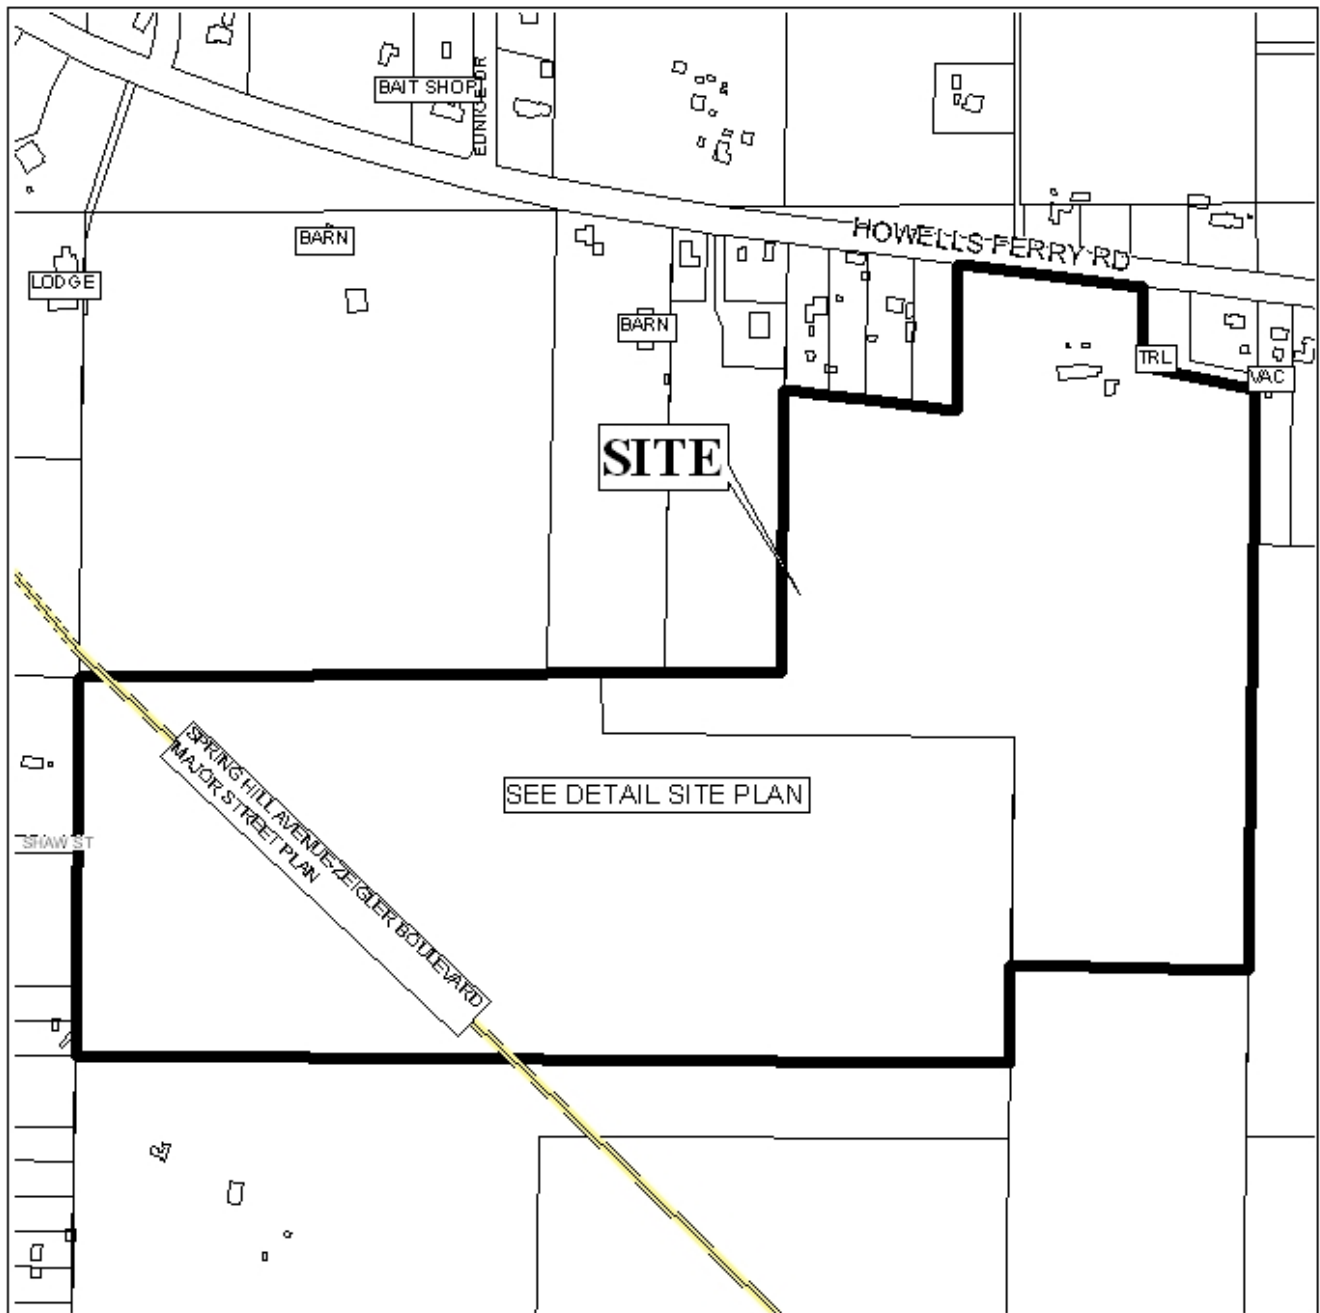 BAIT SHOP
EUNICE DR
HOWELLS FERRY RD
BARN
LODGE
BARN
TRL
VAC
SITE
SPRING HILL AVENUE-ZEIGLER BOULEVARD
MAJOR STREET PLAN
SEE DETAIL SITE PLAN
SHAW ST